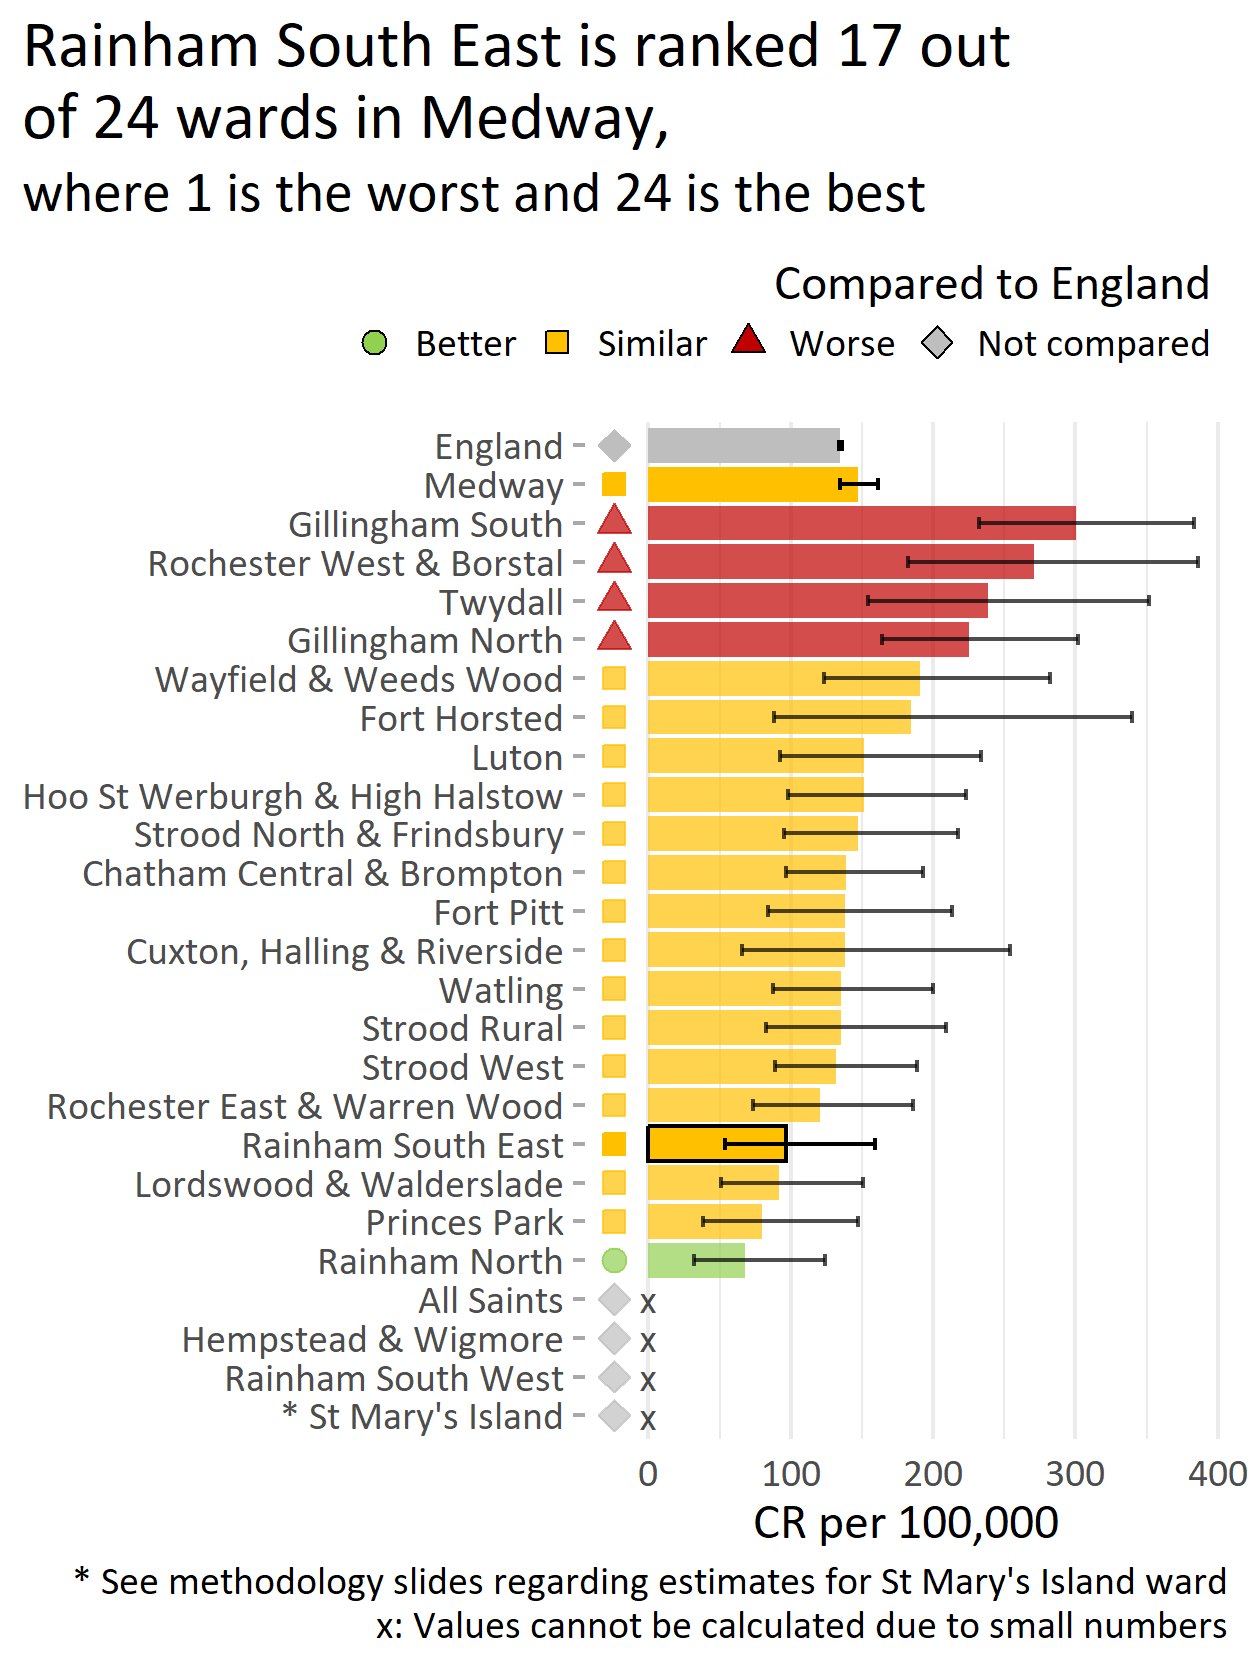 Rainham South East is ranked 17 out
of 24 wards in Medway,
where 1 is the worst and 24 is the best
Compared to England
Better Similar Worse Not compared
England
Medway
Gillingham South
Rochester West & Borstal
Twydall
Gillingham North
Wayfield & Weeds Wood
Fort Horsted
Luton
Hoo St Werburgh & High Halstow
Strood North & Frindsbury
Chatham Central & Brompton
Fort Pitt
Cuxton, Halling & Riverside
Watling
Strood Rural
Strood West
Rochester East & Warren Wood
Rainham South East
Lordswood & Walderslade
Princes Park
Rainham North
All Saints x
Hempstead & Wigmore x
Rainham South West x
* St Mary's Island x
0 100 200 300 400
CR per 100,000
* See methodology slides regarding estimates for St Mary's Island ward
x: Values cannot be calculated due to small numbers